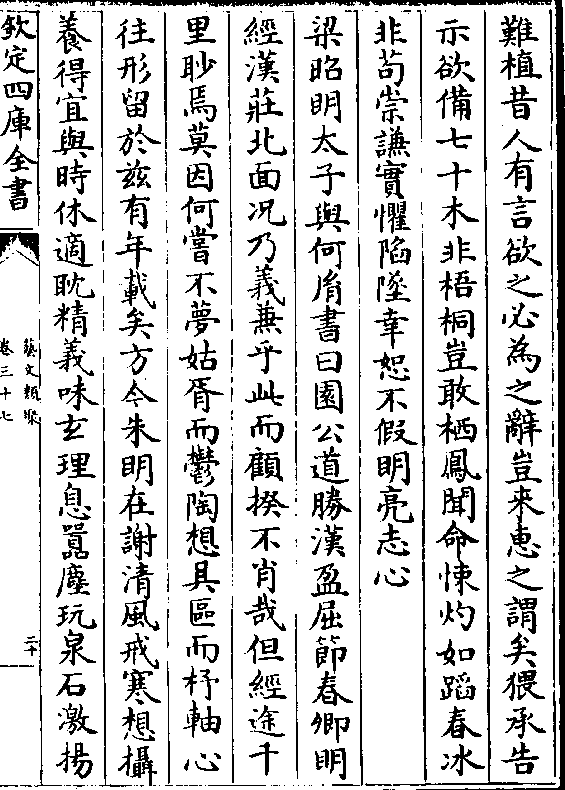 難植昔人有言欲之必為之辭豈来恵之謂矣猥承告
示欲備七十木非梧桐豈敢栖鳳聞命悚灼如蹈春冰
非苟崇謙實懼陷墜幸恕不假明亮志心
梁昭明太子與何胤書曰園公道勝漢盈屈節春卿明
經漢莊北面况乃義兼乎此而顧揆不肖哉但經途千
里眇焉莫因何嘗不夢姑胥而鬱陶想具區而杼軸心
往形留於兹有年載矣方今朱明在謝清風戒寒想攝
養得宜與時休適耽精義味玄理息囂塵玩泉石激揚
欽定四庫全書
藝文類聚
卷三十七
二十